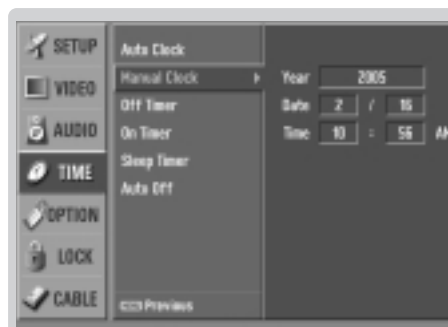 SETUP
VIDEO
AUDIO
TIME
OPTION
LOCK
CABLE
Auto Clock
Manual Clock
Off Timer
On Timer
Sleep Timer
Auto Off
Previous
Year 2005
Date 2 / 16
Time 10 : 56 AM